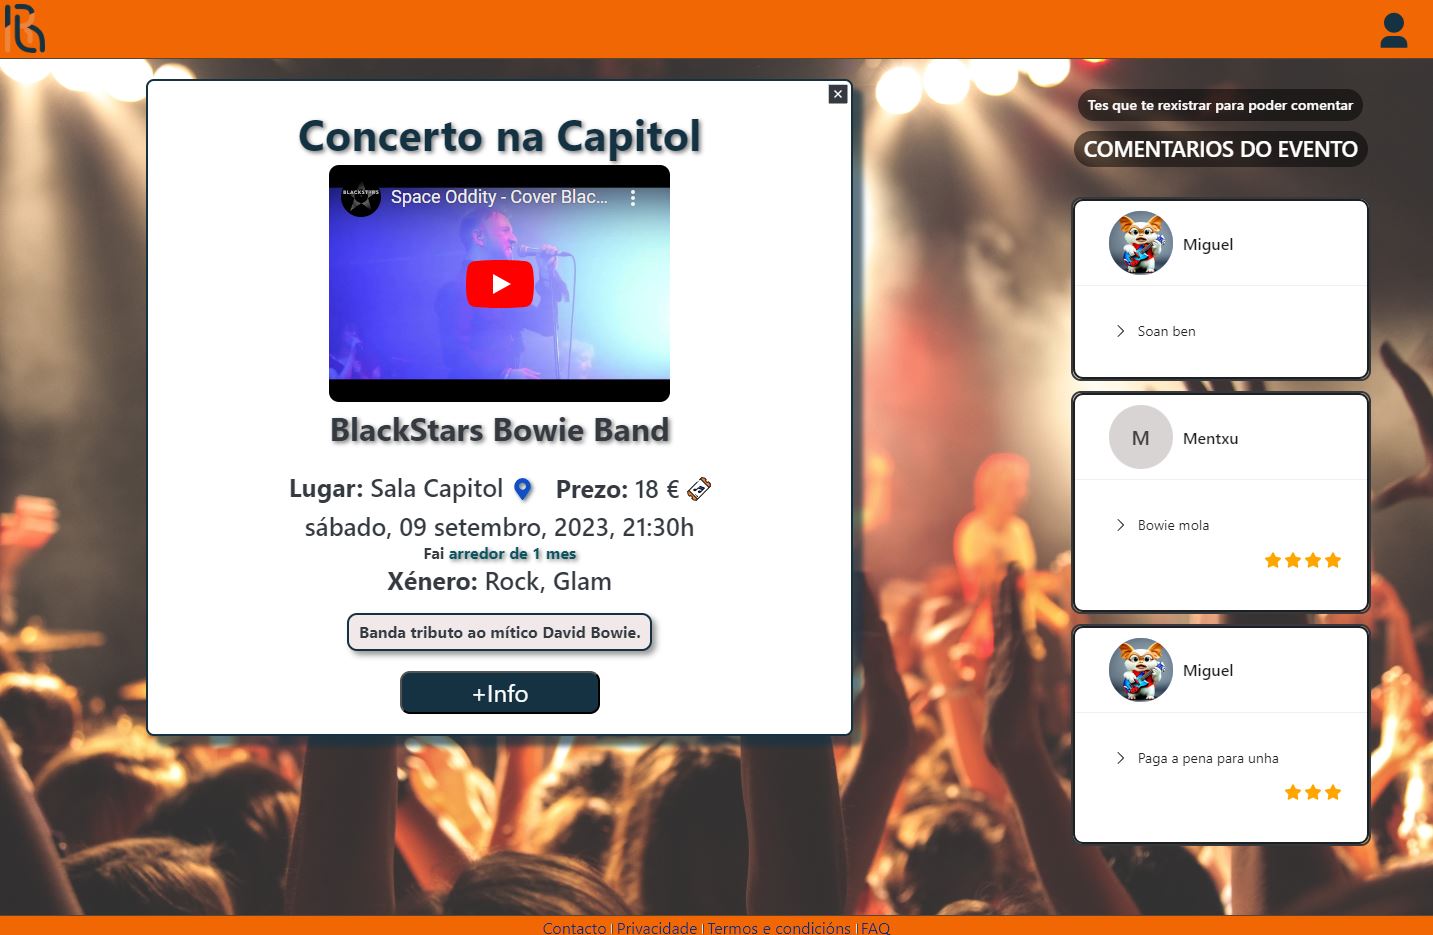 Concerto na Capitol
BLACKSTARS
Space Oddity - Cover Blac...
BlackStars Bowie Band
Lugar: Sala Capitol Prezo: 18 €
sábado, 09 setembro, 2023, 21:30h
Fai arredor de 1 mes
Xénero: Rock, Glam
Banda tributo ao mítico David Bowie.
+Info
Tes que te rexistrar para poder comentar
COMENTARIOS DO EVENTO
Miguel
Soan ben
M Mentxu
Bowie mola
Miguel
Paga a pena para unha
Contacto | Privacidade | Termos e condicións | FAQ